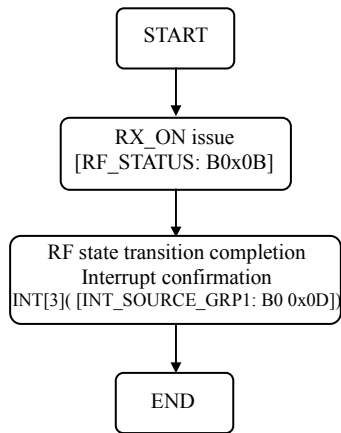 START
RX_ON issue
[RF_STATUS: B0x0B]
RF state transition completion
Interrupt confirmation
INT[3]( [INT_SOURCE_GRP1: B0 0x0D])
END